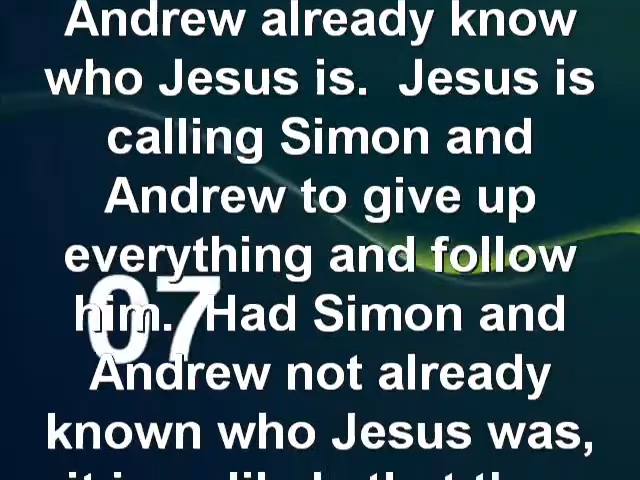 Andrew already know
who Jesus is.  Jesus is
calling Simon and
Andrew to give up
everything and follow
him.  Had Simon and
07
Andrew not already
known who Jesus was,